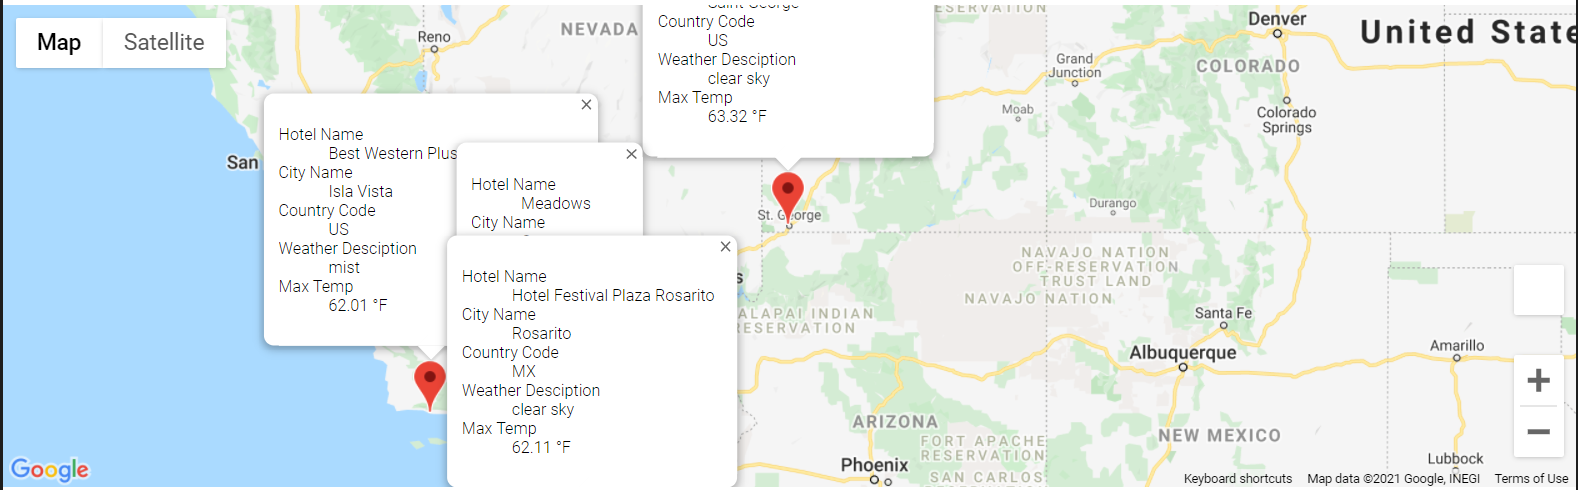 Map
Satellite
Reno
NEVADA
Country Code
US
Weather Desciption
clear sky
Max Temp
63.32 °F
ESERVATION
Denver
United State
Grand
Junction
COLORADO
Moab
Colorado
Springs
San
Hotel Name
Best Western Plus
City Name
Isla Vista
Country Code
US
Weather Desciption
mist
Max Temp
62.01 °F
Hotel Name
Meadows
City Name
Hotel Name
Hotel Festival Plaza Rosarito
City Name
Rosarito
Country Code
MX
Weather Desciption
clear sky
Max Temp
62.11 °F
St. George
Durango
NAVAJO NATION
OFF-RESERVATION
TRUST LAND
NAVAJO NATION
s
ALAPAI INDIAN
ESERVATION
Santa Fe
Albuquerque
Amarillo
ARIZONA
FORT APACHE
RESERVATION
NEW MEXICO
Phoenix
SAN CARLOS
Lubbock
Google
Keyboard shortcuts
Map data ©2021 Google, INEGI
Terms of Use